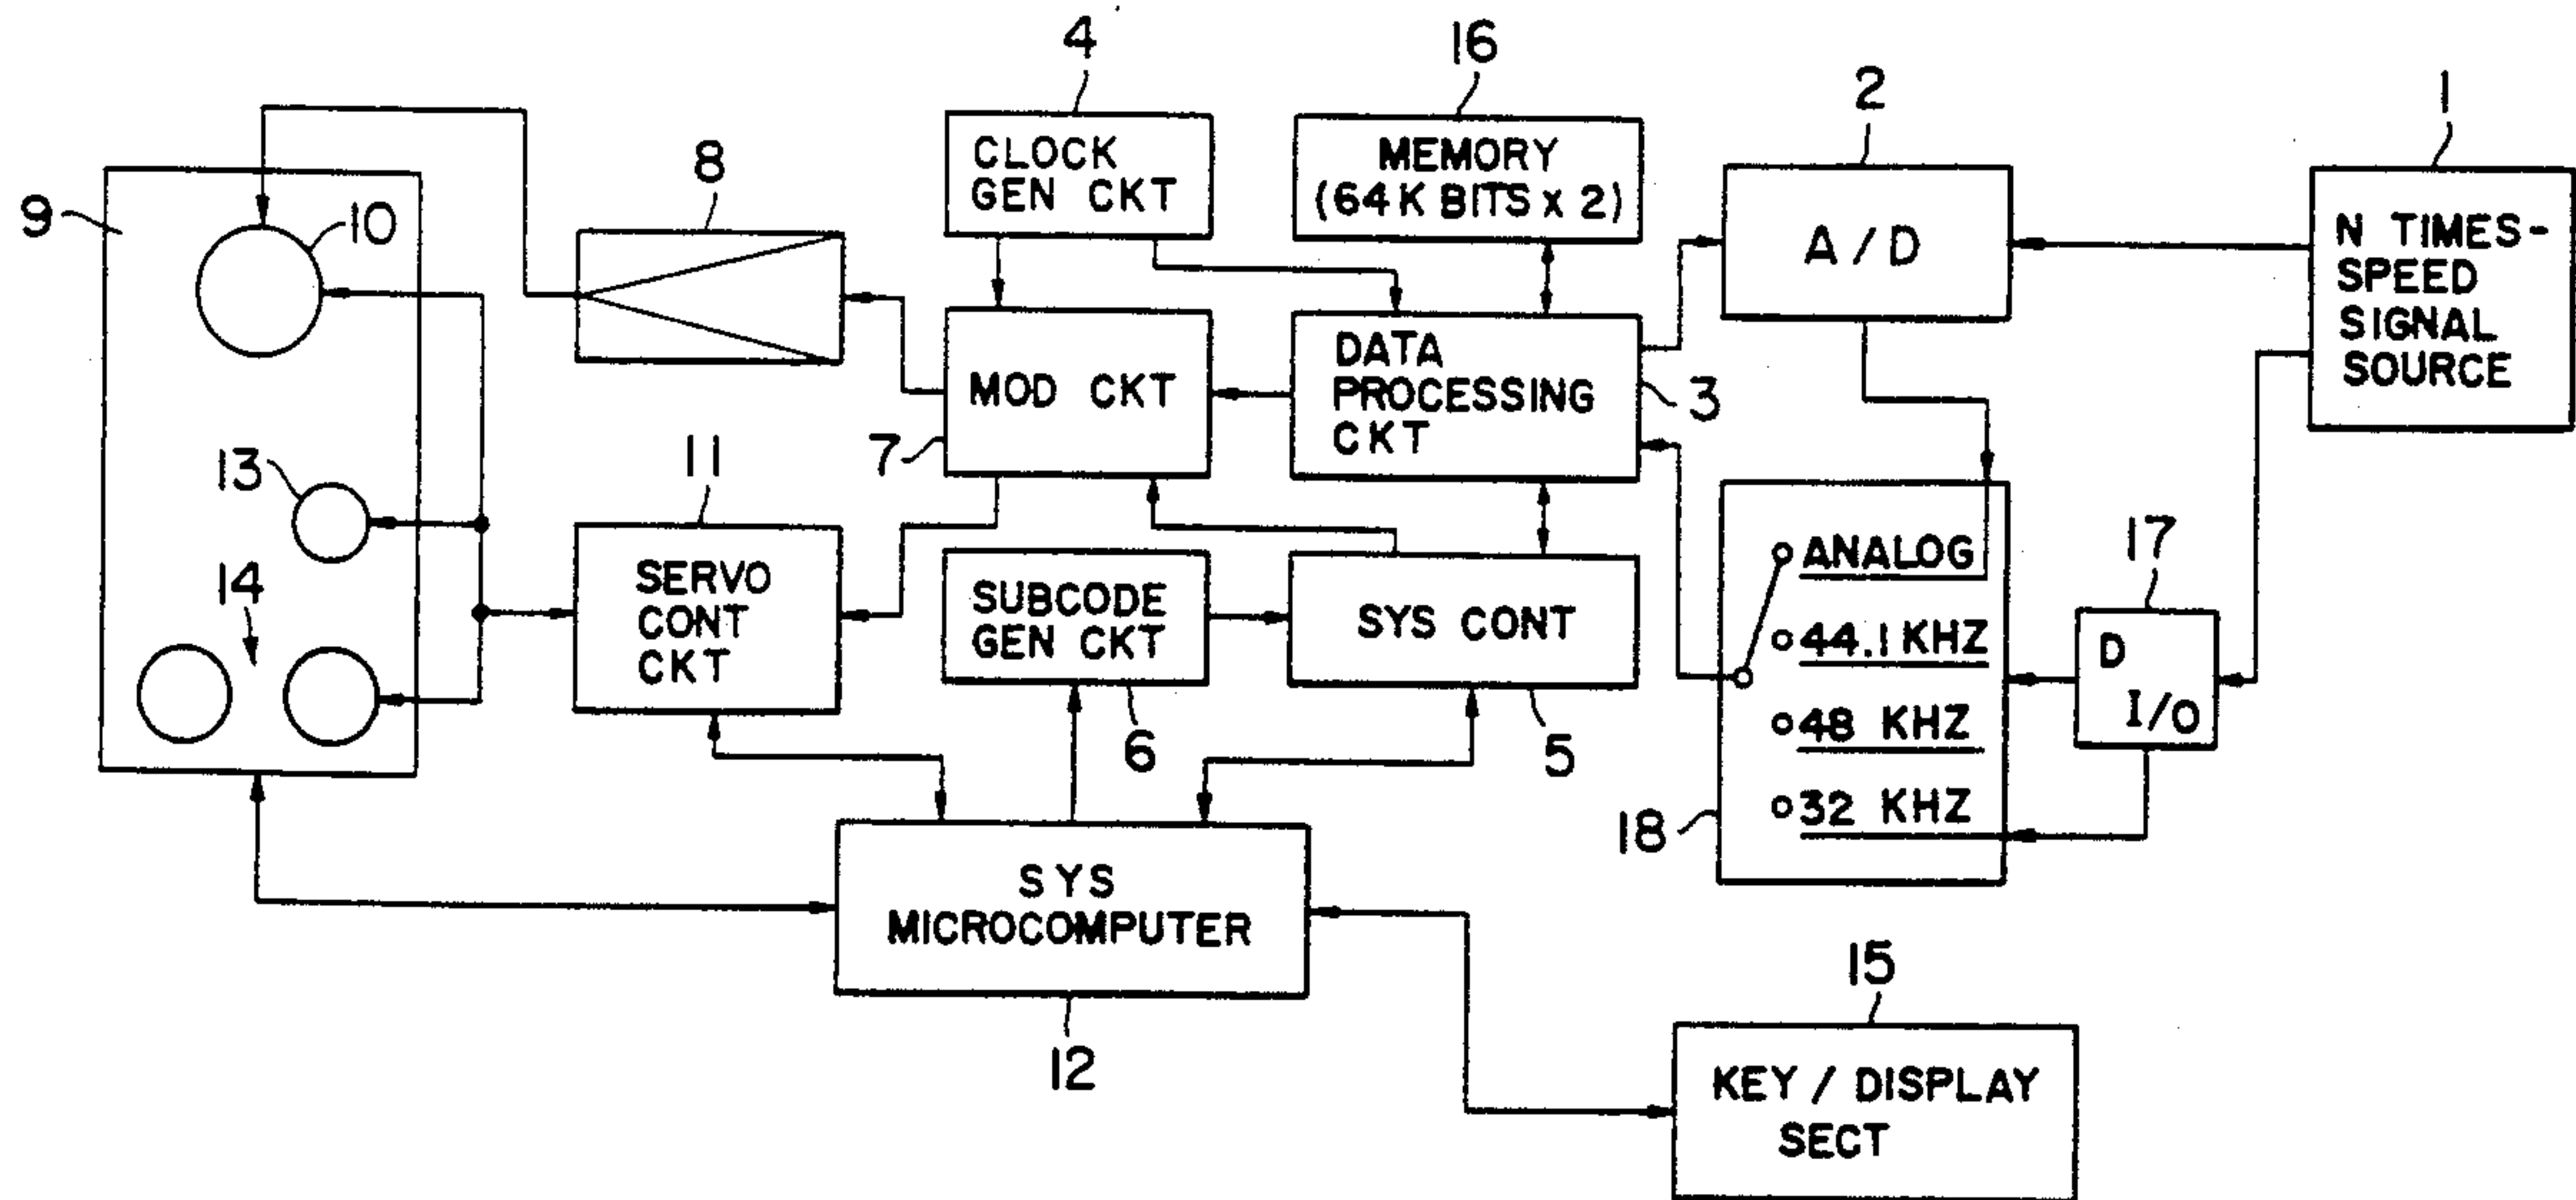 4
16
2
1
CLOCK
GEN CKT
MEMORY
(64K BITS x 2)
8
9
10
A / D
N TIMES-
SPEED
SIGNAL
SOURCE
MOD CKT
DATA
PROCESSING
CKT
3
7
13
11
14
SERVO
CONT
CKT
SUBCODE
GEN CKT
SYS CONT
ANALOG
44.1 KHZ
48 KHZ
32 KHZ
17
D
I/O
6
5
18
SYS
MICROCOMPUTER
12
15
KEY / DISPLAY
SECT